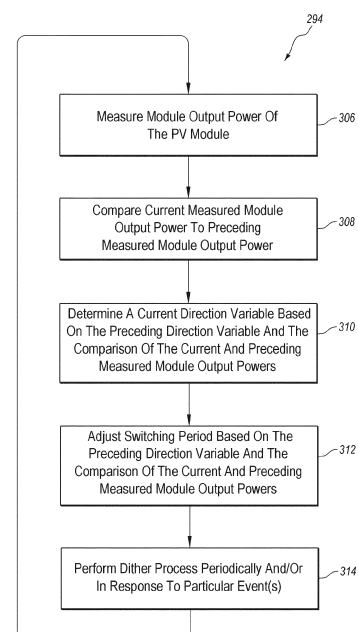 294
Measure Module Output Power Of
The PV Module
306
Compare Current Measured Module
Output Power To Preceding
Measured Module Output Power
308
Determine A Current Direction Variable Based
On The Preceding Direction Variable And The
Comparison Of The Current And Preceding
Measured Module Output Powers
310
Adjust Switching Period Based On The
Preceding Direction Variable And The
Comparison Of The Current And Preceding
Measured Module Output Powers
312
Perform Dither Process Periodically And/Or
In Response To Particular Event(s)
314